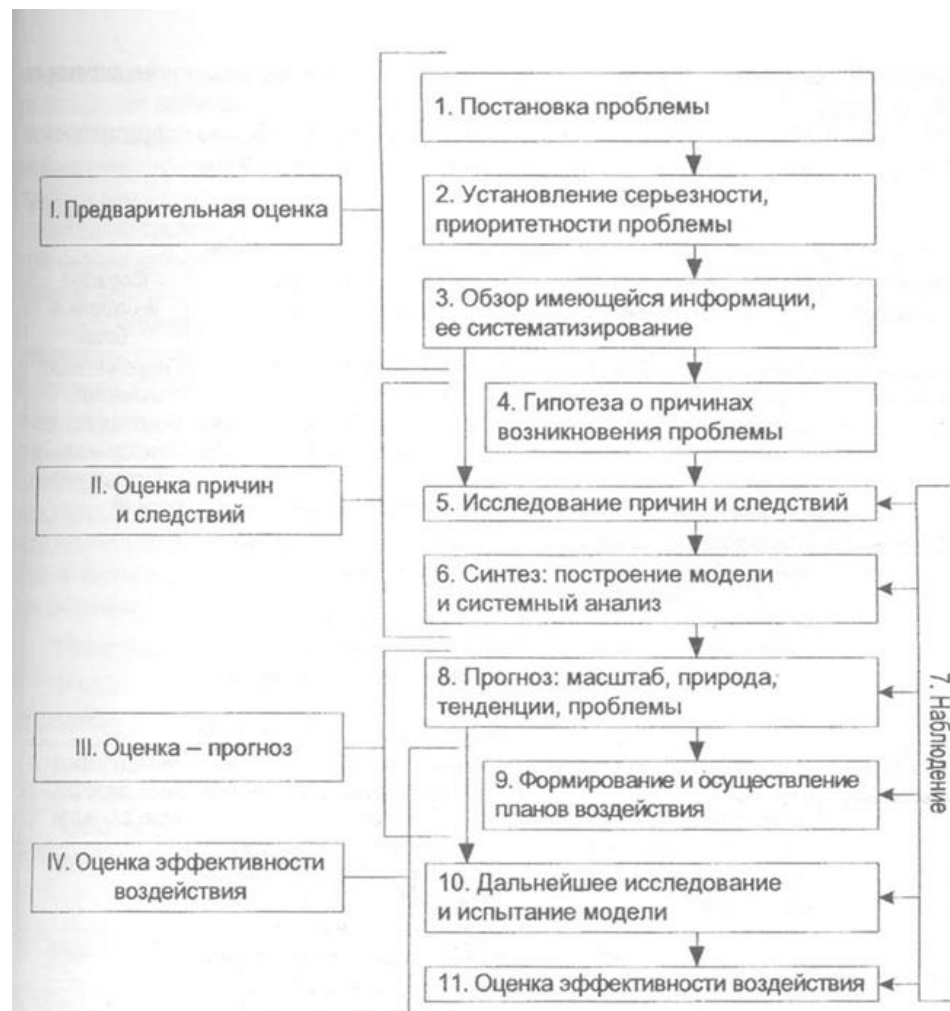 1. Постановка проблемы
2. Установление серьезности,
приоритетности проблемы
I. Предварительная оценка
3. Обзор имеющейся информации,
ее систематизирование
4. Гипотеза о причинах
возникновения проблемы
II. Оценка причин
и следствий
5. Исследование причин и следствий
6. Синтез: построение модели
и системный анализ
7. Наблюдение
8. Прогноз: масштаб, природа,
тенденции, проблемы
III. Оценка – прогноз
9. Формирование и осуществление
планов воздействия
IV. Оценка эффективности
воздействия
10. Дальнейшее исследование
и испытание модели
11. Оценка эффективности воздействия